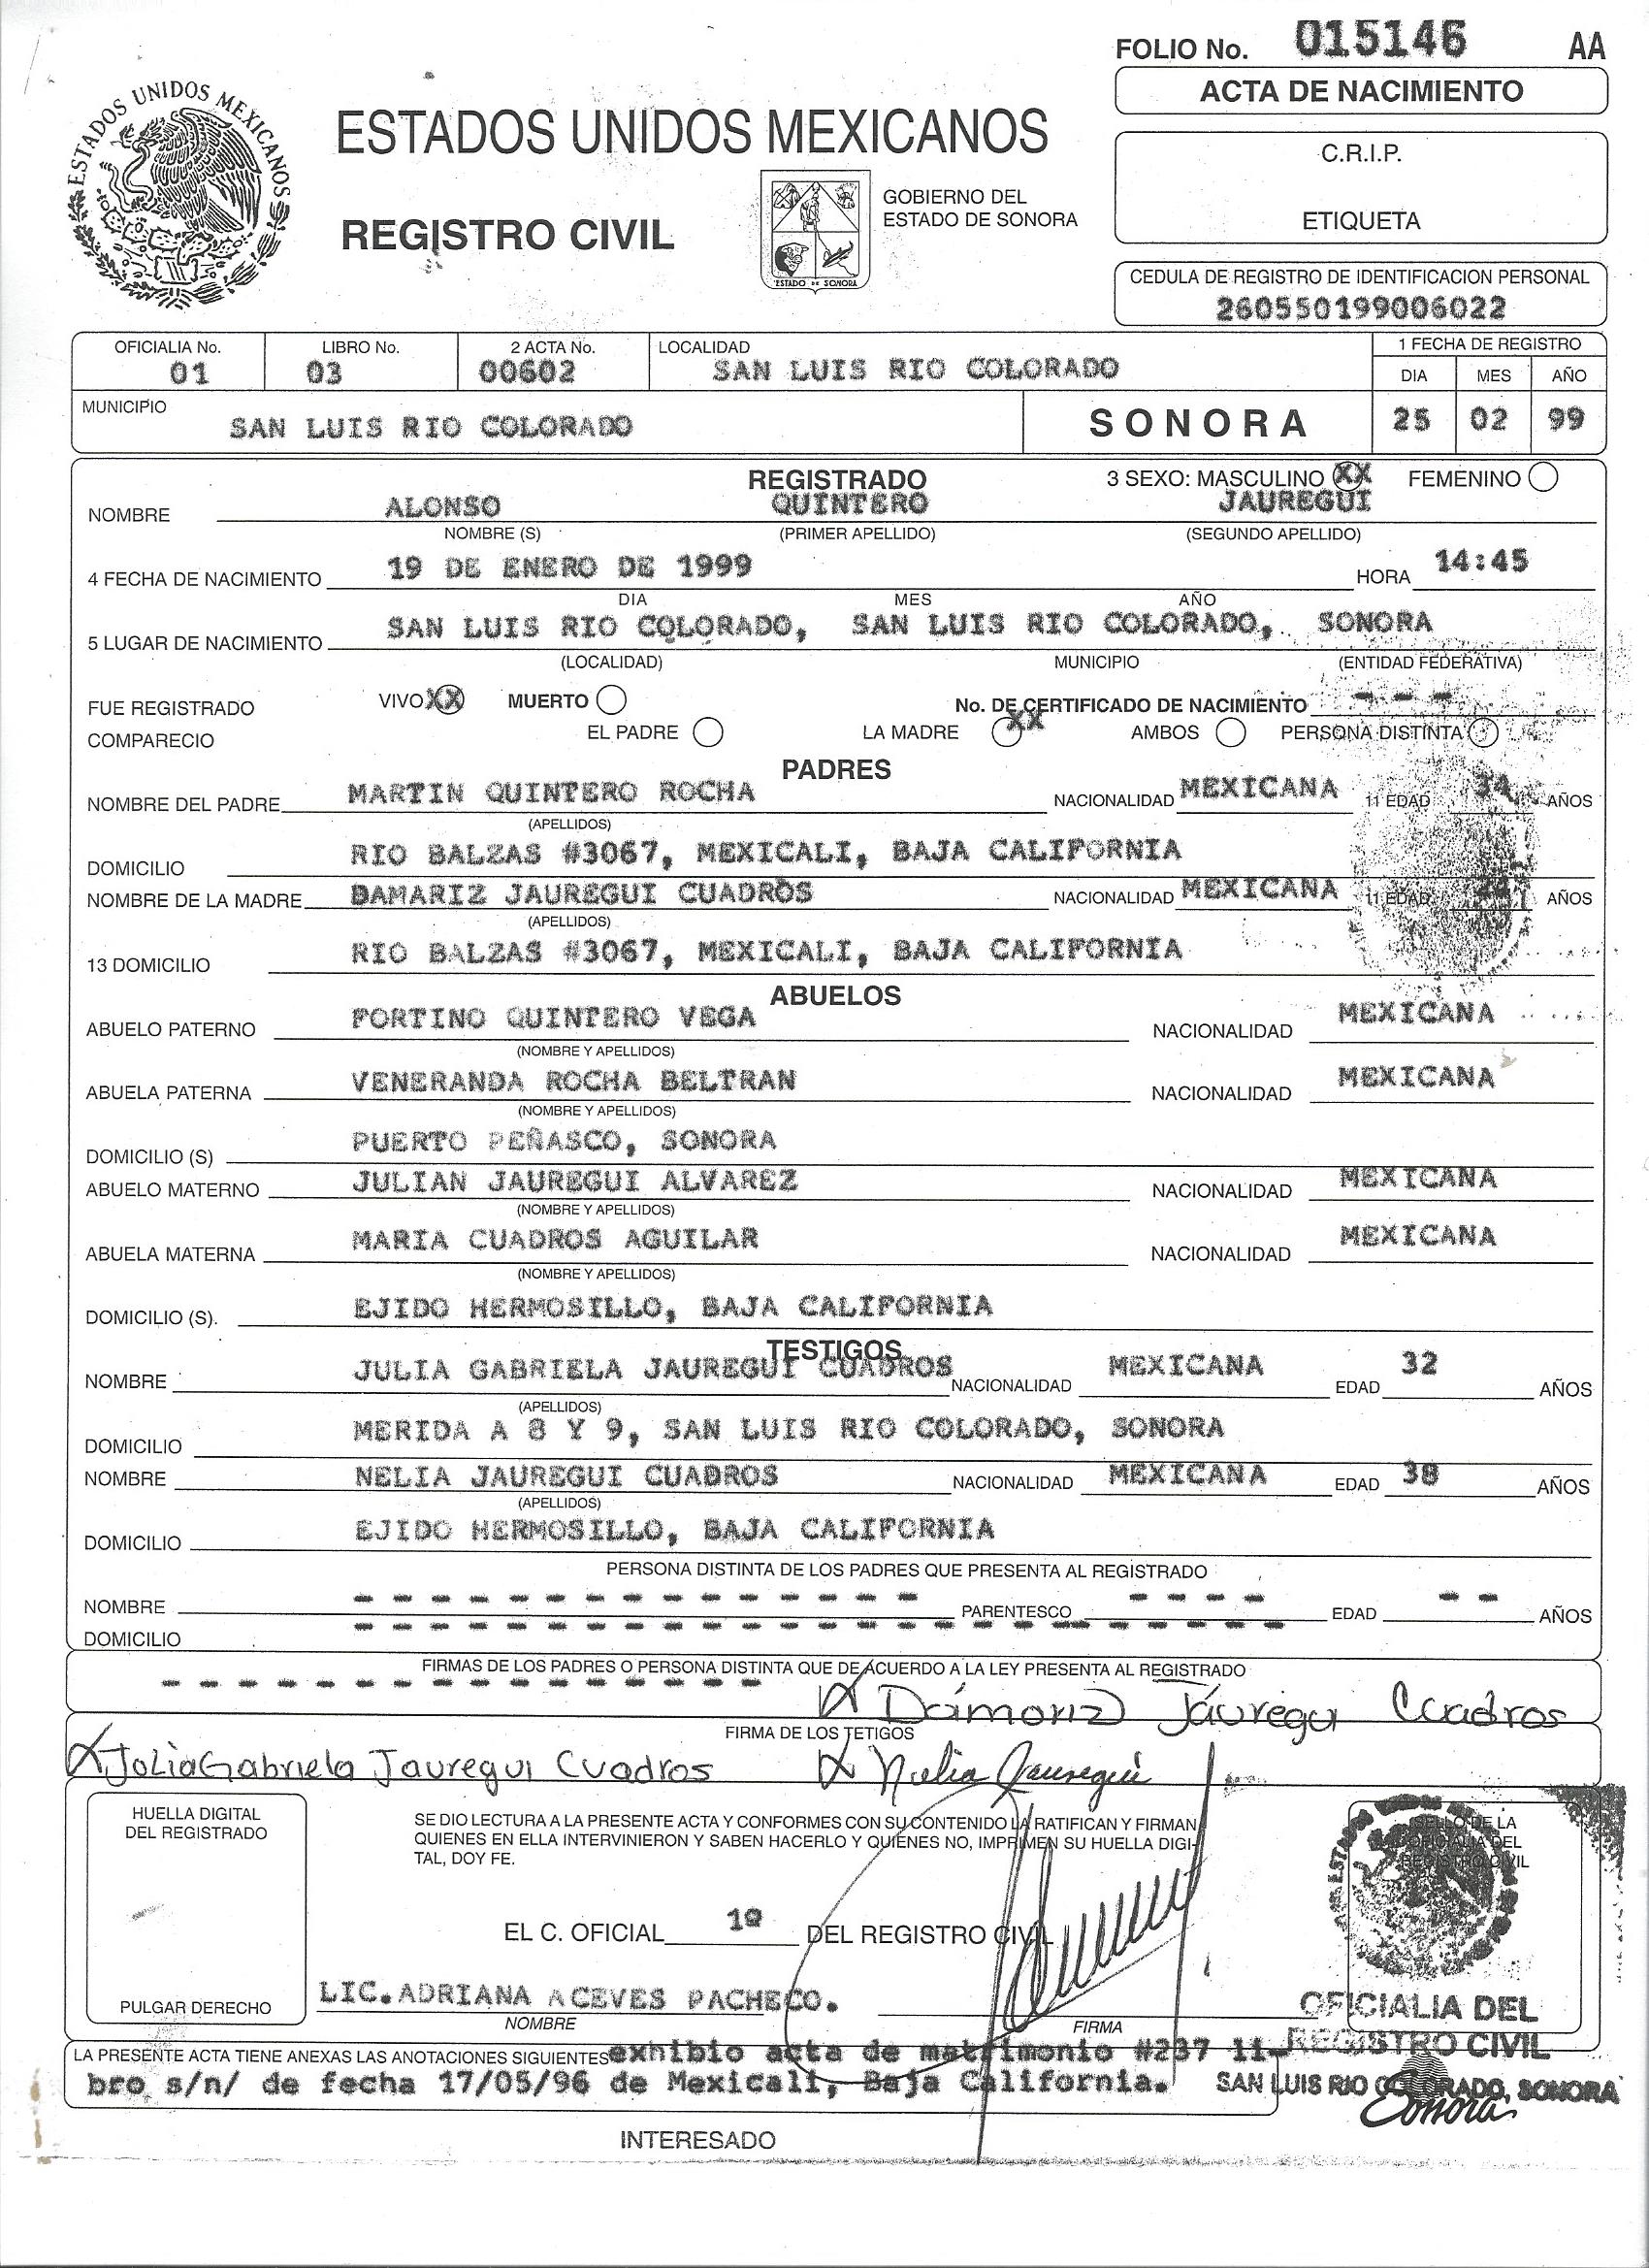 FOLIO No. 015146 AA
ACTA DE NACIMIENTO
ESTADOS UNIDOS MEXICANOS
ESTADOS UNIDOS MEXICANOS
C.R.I.P.
ETIQUETA
REGISTRO CIVIL
GOBIERNO DEL
ESTADO DE SONORA
ESTADO DE SONORA
CEDULA DE REGISTRO DE IDENTIFICACION PERSONAL
260550199006022
OFICIALIA No. LIBRO No. 2 ACTA No. LOCALIDAD 1 FECHA DE REGISTRO
01 03 00602 SAN LUIS RIO COLORADO DIA MES AÑO
MUNICIPIO SAN LUIS RIO COLORADO SONORA 25 02 99
REGISTRADO 3 SEXO: MASCULINO XX FEMENINO
NOMBRE ALONSO QUINTERO JAUREGUI
NOMBRE (S) (PRIMER APELLIDO) (SEGUNDO APELLIDO)
4 FECHA DE NACIMIENTO 19 DE ENERO DE 1999 HORA 14:45
DIA MES AÑO
5 LUGAR DE NACIMIENTO SAN LUIS RIO COLORADO, SAN LUIS RIO COLORADO, SONORA
(LOCALIDAD) MUNICIPIO (ENTIDAD FEDERATIVA)
FUE REGISTRADO VIVO XX MUERTO No. DE CERTIFICADO DE NACIMIENTO - - -
COMPARECIO EL PADRE LA MADRE XX AMBOS PERSONA DISTINTA
PADRES
NOMBRE DEL PADRE MARTIN QUINTERO ROCHA NACIONALIDAD MEXICANA 11 EDAD 34 AÑOS
(APELLIDOS)
DOMICILIO RIO BALZAS #3067, MEXICALI, BAJA CALIFORNIA
NOMBRE DE LA MADRE DAMARIZ JAUREGUI CUADROS NACIONALIDAD MEXICANA 11 EDAD AÑOS
(APELLIDOS)
13 DOMICILIO RIO BALZAS #3067, MEXICALI, BAJA CALIFORNIA
ABUELOS
ABUELO PATERNO FORTINO QUINTERO VEGA NACIONALIDAD MEXICANA
(NOMBRE Y APELLIDOS)
ABUELA PATERNA VENERANDA ROCHA BELTRAN NACIONALIDAD MEXICANA
(NOMBRE Y APELLIDOS)
DOMICILIO (S) PUERTO PEÑASCO, SONORA
ABUELO MATERNO JULIAN JAUREGUI ALVAREZ NACIONALIDAD MEXICANA
(NOMBRE Y APELLIDOS)
ABUELA MATERNA MARIA CUADROS AGUILAR NACIONALIDAD MEXICANA
(NOMBRE Y APELLIDOS)
DOMICILIO (S). EJIDO HERMOSILLO, BAJA CALIFORNIA
TESTIGOS
NOMBRE JULIA GABRIELA JAUREGUI CUADROS NACIONALIDAD MEXICANA EDAD 32 AÑOS
(APELLIDOS)
DOMICILIO MERIDA A 8 Y 9, SAN LUIS RIO COLORADO, SONORA
NOMBRE NELIA JAUREGUI CUADROS NACIONALIDAD MEXICANA EDAD 38 AÑOS
(APELLIDOS)
DOMICILIO EJIDO HERMOSILLO, BAJA CALIFORNIA
PERSONA DISTINTA DE LOS PADRES QUE PRESENTA AL REGISTRADO
NOMBRE - - - - - - - - - - - - - - - PARENTESCO - - - - EDAD - - AÑOS
DOMICILIO - - - - - - - - - - - - - - - - - - - - - - - -
FIRMAS DE LOS PADRES O PERSONA DISTINTA QUE DE ACUERDO A LA LEY PRESENTA AL REGISTRADO
- - - - - - - - - - - - - - - - X Dámariz Jáuregui Cuadros
FIRMA DE LOS TETIGOS
X Julia Gabriela Jauregui Cuadros X Nelia Jauregui
HUELLA DIGITAL
DEL REGISTRADO
SE DIO LECTURA A LA PRESENTE ACTA Y CONFORMES CON SU CONTENIDO LA RATIFICAN Y FIRMAN
QUIENES EN ELLA INTERVINIERON Y SABEN HACERLO Y QUIENES NO, IMPRIMEN SU HUELLA DIGI-
TAL, DOY FE.
SELLO DE LA
OFICIALIA DEL
REGISTRO CIVIL
EL C. OFICIAL 1º DEL REGISTRO CIVIL
PULGAR DERECHO
LIC. ADRIANA ACEVES PACHECO.
NOMBRE FIRMA
OFICIALIA DEL
REGISTRO CIVIL
SAN LUIS RIO COLORADO, SONORA
Sonora
LA PRESENTE ACTA TIENE ANEXAS LAS ANOTACIONES SIGUIENTES exhibio acta de matrimonio #237 li-
bro s/n/ de fecha 17/05/96 de Mexicali, Baja California.
INTERESADO